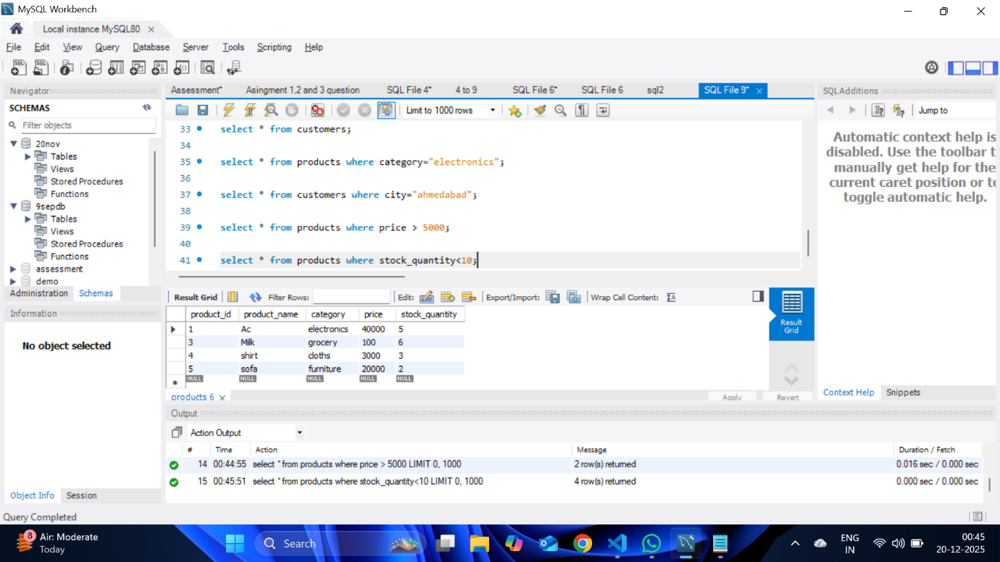 MySQL Workbench
Local instance MySQL80
File Edit View Query Database Server Tools Scripting Help
Navigator
SCHEMAS
Filter objects
20nov
Tables
Views
Stored Procedures
Functions
9sepdb
Tables
Views
Stored Procedures
Functions
assessment
demo
Administration Schemas
Information
No object selected
Object Info Session
Assessment* Asingment 1,2 and 3 question SQL File 4* 4 to 9 SQL File 6* SQL File 6 sql2 SQL File 9*
Limit to 1000 rows
33 select * from customers;
34
35 select * from products where category="electronics";
36
37 select * from customers where city="ahmedabad";
38
39 select * from products where price > 5000;
40
41 select * from products where stock_quantity<10;
Result Grid Filter Rows: Edit: Export/Import: Wrap Cell Content:
product_id product_name category price stock_quantity
1 Ac electronics 40000 5
3 Milk grocery 100 6
4 shirt cloths 3000 3
5 sofa furniture 20000 2
NULL NULL NULL NULL NULL
Result
Grid
products 6 Apply Revert
Output
Action Output
# Time Action Message Duration / Fetch
14 00:44:55 select * from products where price > 5000 LIMIT 0, 1000 2 row(s) returned 0.016 sec / 0.000 sec
15 00:45:51 select * from products where stock_quantity<10 LIMIT 0, 1000 4 row(s) returned 0.000 sec / 0.000 sec
SQLAdditions
Jump to
Automatic context help is
disabled. Use the toolbar t
manually get help for the
current caret position or to
toggle automatic help.
Context Help Snippets
Query Completed
8
Air: Moderate
Today
Search
ENG
IN
00:45
20-12-2025